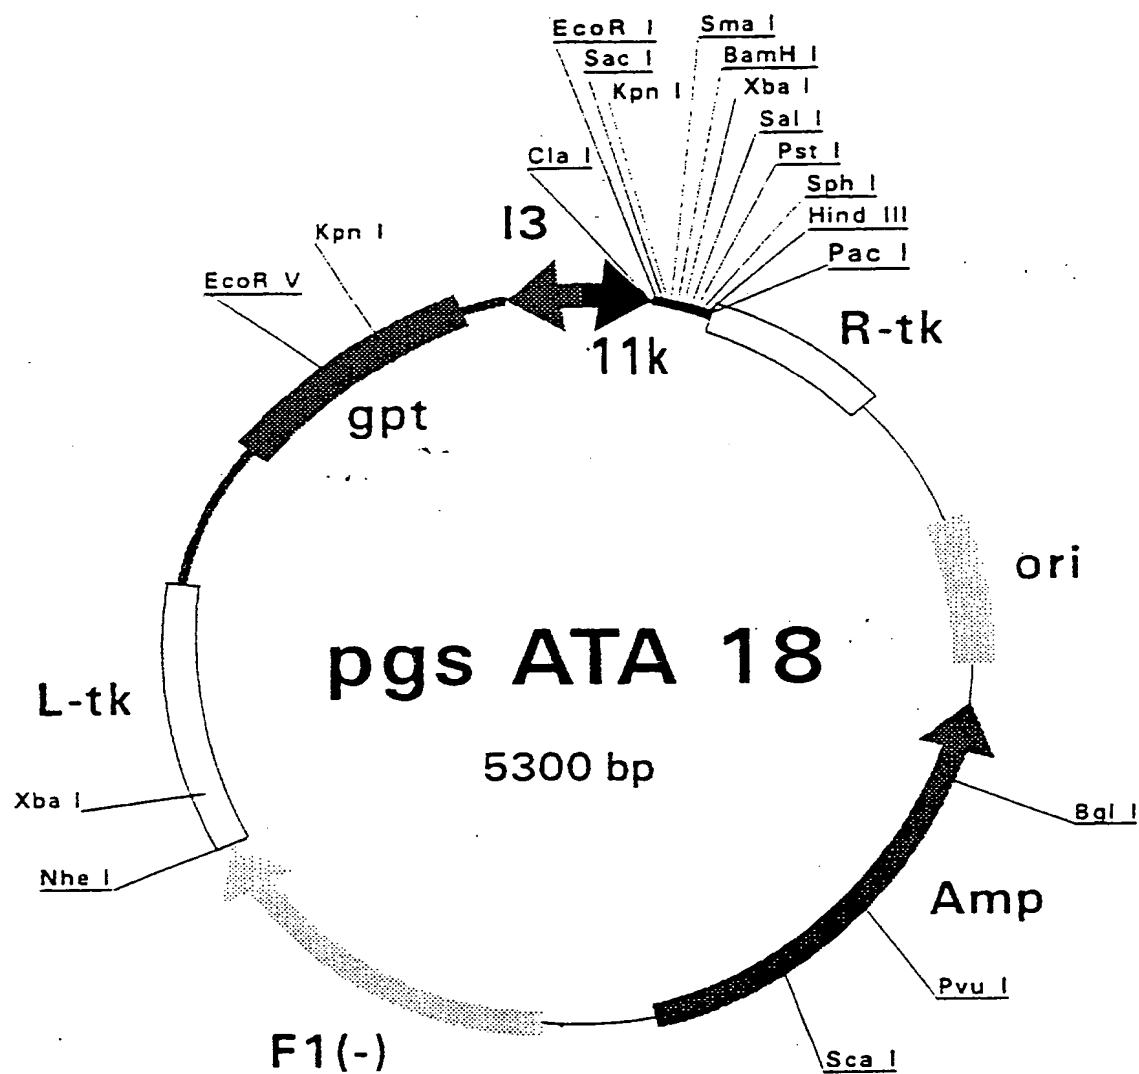 EcoR I
Sma I
Sac I
BamH I
Kpn I
Xba I
Sal I
Cla I
Pst I
Sph I
I3
Hind III
Kpn I
Pac I
EcoR V
R-tk
11k
gpt
ori
pgs ATA 18
L-tk
5300 bp
Xba I
Bgl I
Nhe I
Amp
Pvu I
F1(-)
Sca I